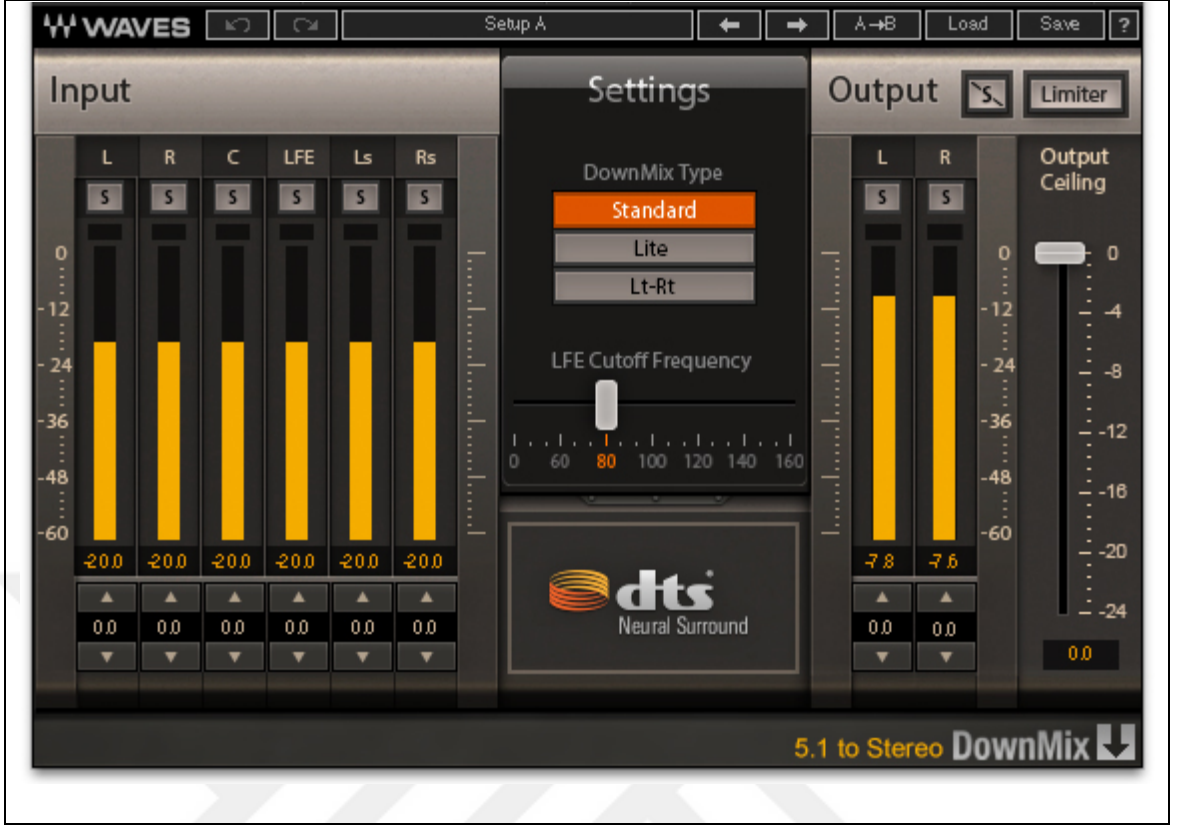 WAVES Setup A A→B Load Save ?
Input
Settings
Output S Limiter
L R C LFE Ls Rs
S S S S S S
0
-12
-24
-36
-48
-60
-20.0 -20.0 -20.0 -20.0 -20.0 -20.0
0.0 0.0 0.0 0.0 0.0 0.0
DownMix Type
Standard
Lite
Lt-Rt
LFE Cutoff Frequency
0 60 80 100 120 140 160
dts
Neural Surround
L R
S S
0
-12
-24
-36
-48
-60
-7.8 -7.6
0.0 0.0
Output
Ceiling
0
-4
-8
-12
-16
-20
-24
0.0
5.1 to Stereo DownMix